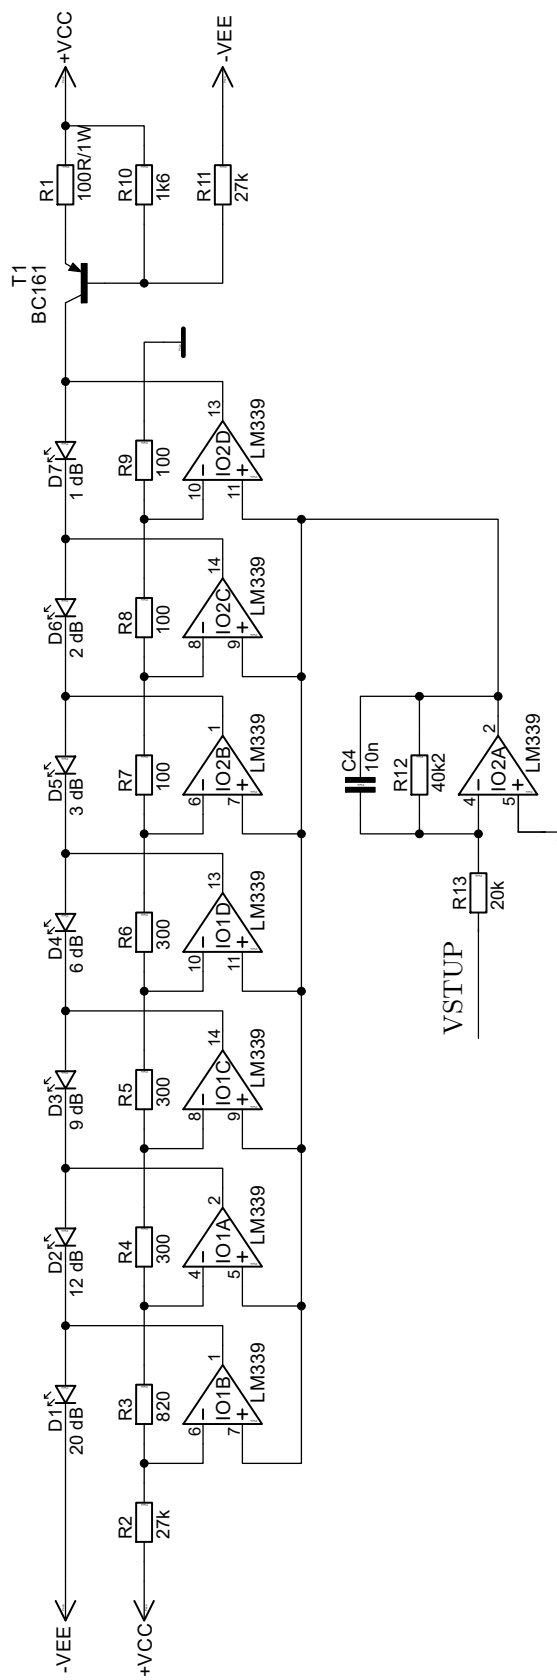 +VCC
-VEE
R1
100R/1W
R10
1k6
R11
27k
T1
BC161
D7
1 dB
R9
100
10
11
13
IO2D
LM339
D6
2 dB
R8
100
8
9
14
IO2C
LM339
D5
3 dB
R7
100
6
7
1
IO2B
LM339
D4
6 dB
R6
300
10
11
13
IO1D
LM339
D3
9 dB
R5
300
8
9
14
IO1C
LM339
D2
12 dB
R4
300
4
5
2
IO1A
LM339
D1
20 dB
R3
820
6
7
1
IO1B
LM339
R2
27k
-VEE
+VCC
C4
10n
R12
40k2
4
5
2
IO2A
LM339
R13
20k
VSTUP